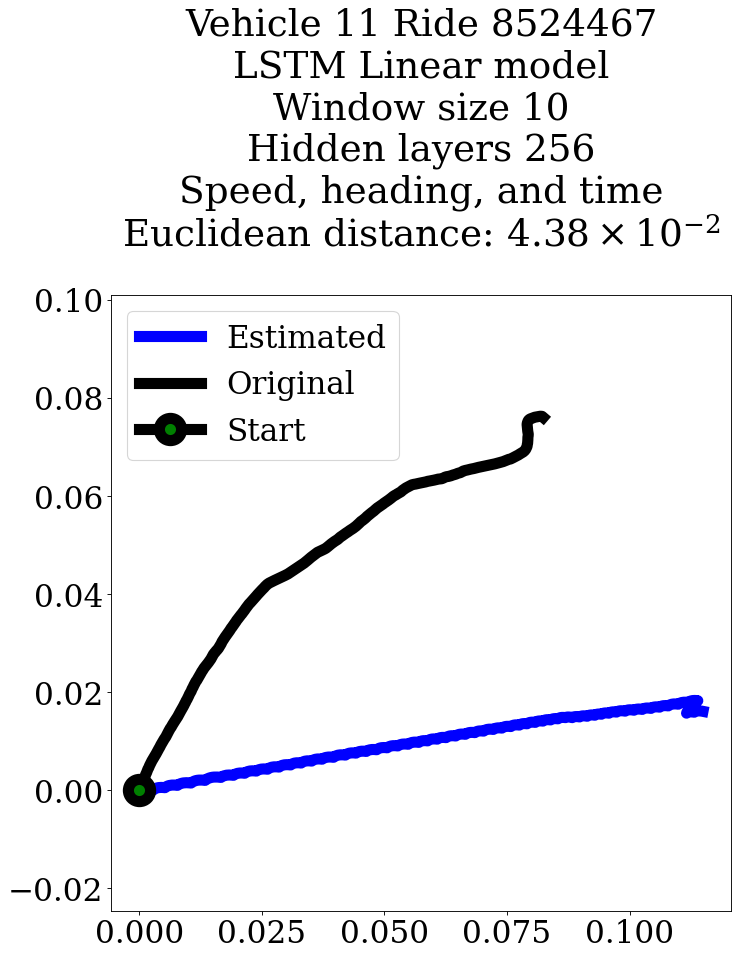 Vehicle 11 Ride 8524467
LSTM Linear model
Window size 10
Hidden layers 256
Speed, heading, and time
Euclidean distance: 4.38 × 10⁻²
0.10
Estimated
Original
Start
0.08
0.06
0.04
0.02
0.00
−0.02
0.000 0.025 0.050 0.075 0.100